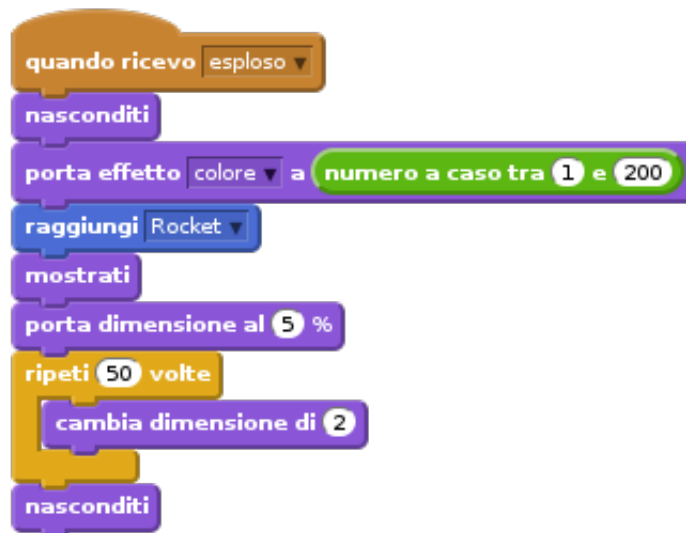 quando ricevo esploso
nasconditi
porta effetto colore a numero a caso tra 1 e 200
raggiungi Rocket
mostrati
porta dimensione al 5 %
ripeti 50 volte
cambia dimensione di 2
nasconditi